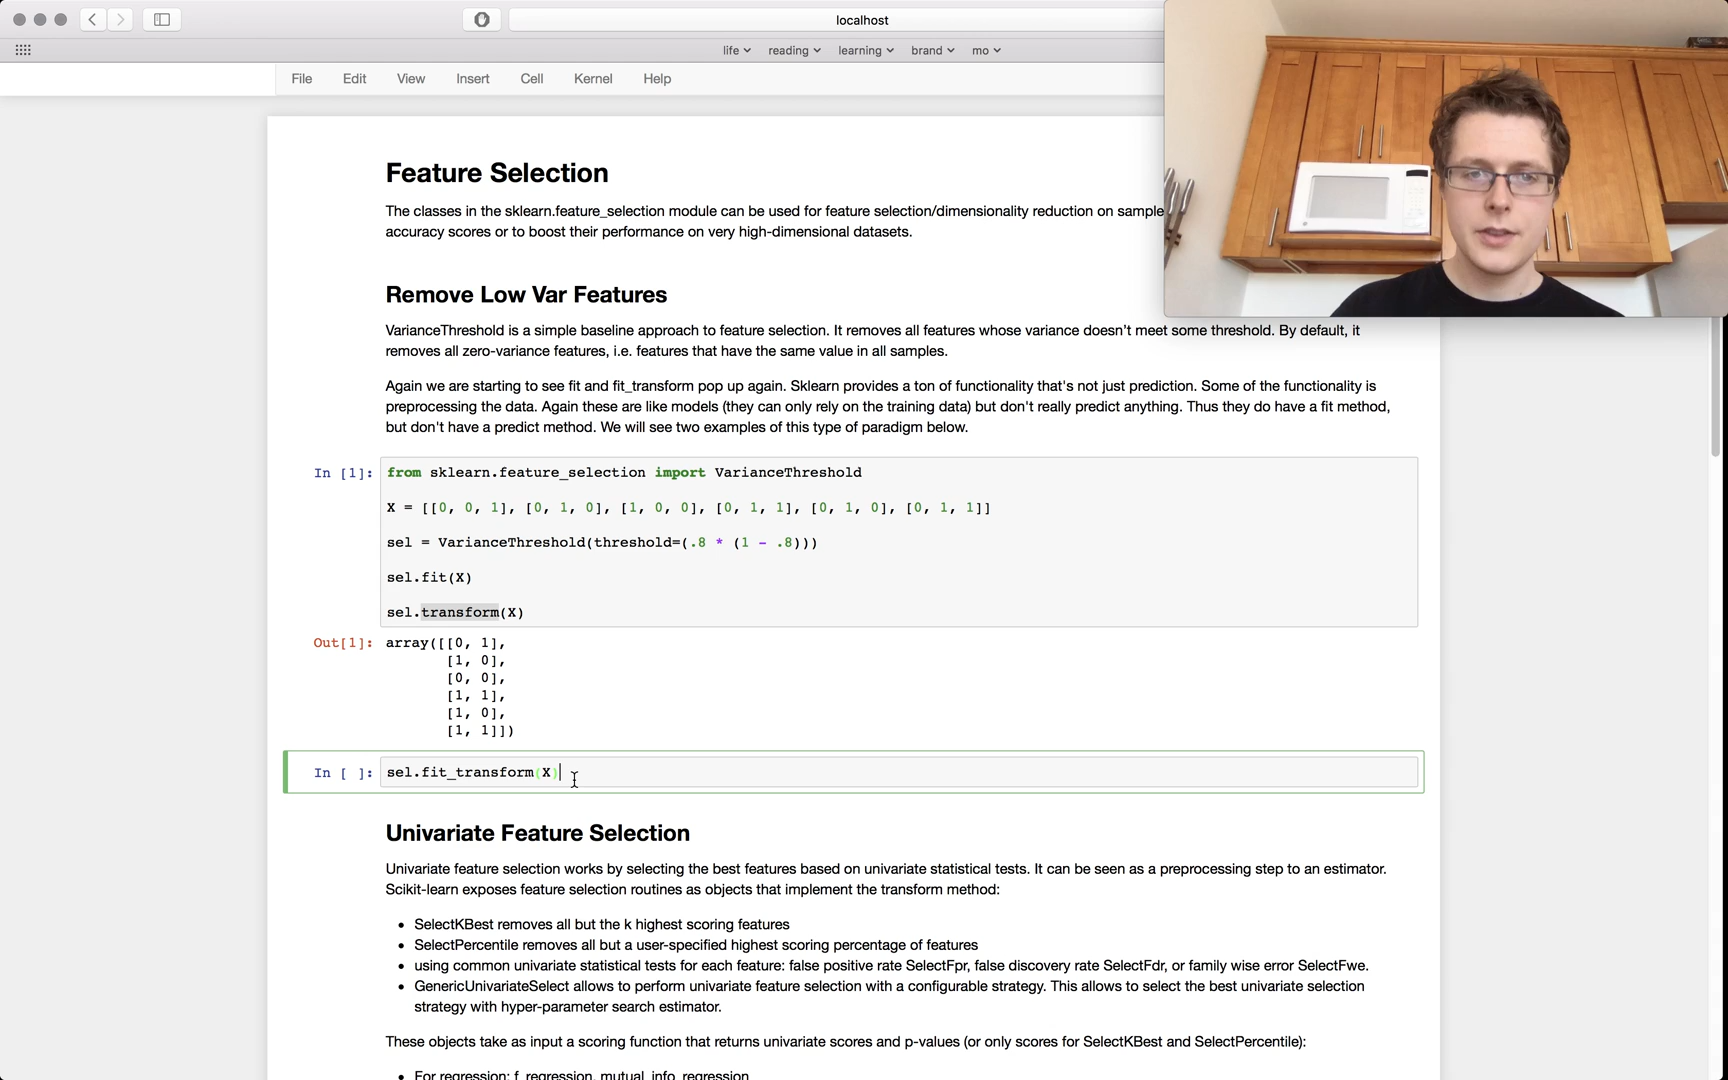 localhost
life
reading
learning
brand
mo
File Edit View Insert Cell Kernel Help
Feature Selection
The classes in the sklearn.feature_selection module can be used for feature selection/dimensionality reduction on sample
accuracy scores or to boost their performance on very high-dimensional datasets.
Remove Low Var Features
VarianceThreshold is a simple baseline approach to feature selection. It removes all features whose variance doesn't meet some threshold. By default, it
removes all zero-variance features, i.e. features that have the same value in all samples.
Again we are starting to see fit and fit_transform pop up again. Sklearn provides a ton of functionality that's not just prediction. Some of the functionality is
preprocessing the data. Again these are like models (they can only rely on the training data) but don't really predict anything. Thus they do have a fit method,
but don't have a predict method. We will see two examples of this type of paradigm below.
In [1]: from sklearn.feature_selection import VarianceThreshold
X = [[0, 0, 1], [0, 1, 0], [1, 0, 0], [0, 1, 1], [0, 1, 0], [0, 1, 1]]
sel = VarianceThreshold(threshold=(.8 * (1 - .8)))
sel.fit(X)
sel.transform(X)
Out[1]: array([[0, 1],
[1, 0],
[0, 0],
[1, 1],
[1, 0],
[1, 1]])
In [ ]: sel.fit_transform(X)
Univariate Feature Selection
Univariate feature selection works by selecting the best features based on univariate statistical tests. It can be seen as a preprocessing step to an estimator.
Scikit-learn exposes feature selection routines as objects that implement the transform method:
• SelectKBest removes all but the k highest scoring features
• SelectPercentile removes all but a user-specified highest scoring percentage of features
• using common univariate statistical tests for each feature: false positive rate SelectFpr, false discovery rate SelectFdr, or family wise error SelectFwe.
• GenericUnivariateSelect allows to perform univariate feature selection with a configurable strategy. This allows to select the best univariate selection
strategy with hyper-parameter search estimator.
These objects take as input a scoring function that returns univariate scores and p-values (or only scores for SelectKBest and SelectPercentile):
• For regression: f_regression, mutual_info_regression